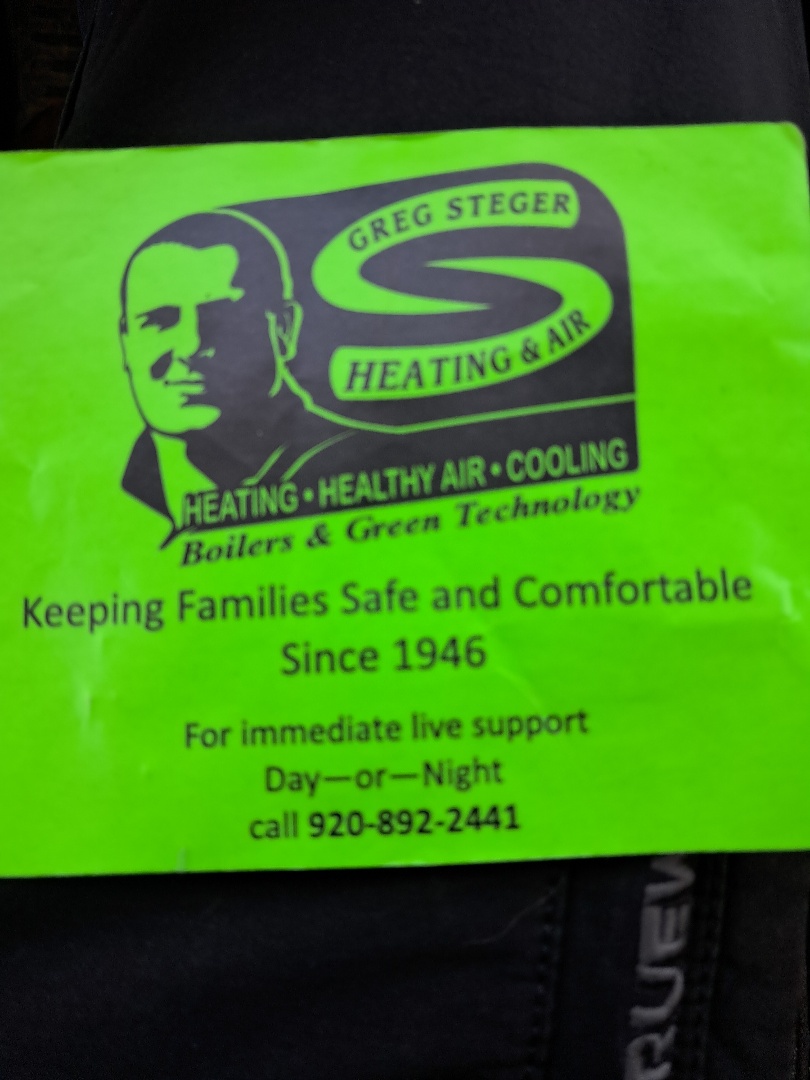 GREG STEGER
HEATING & AIR
HEATING • HEALTHY AIR • COOLING
Boilers & Green Technology
Keeping Families Safe and Comfortable
Since 1946
For immediate live support
Day—or—Night
call 920-892-2441